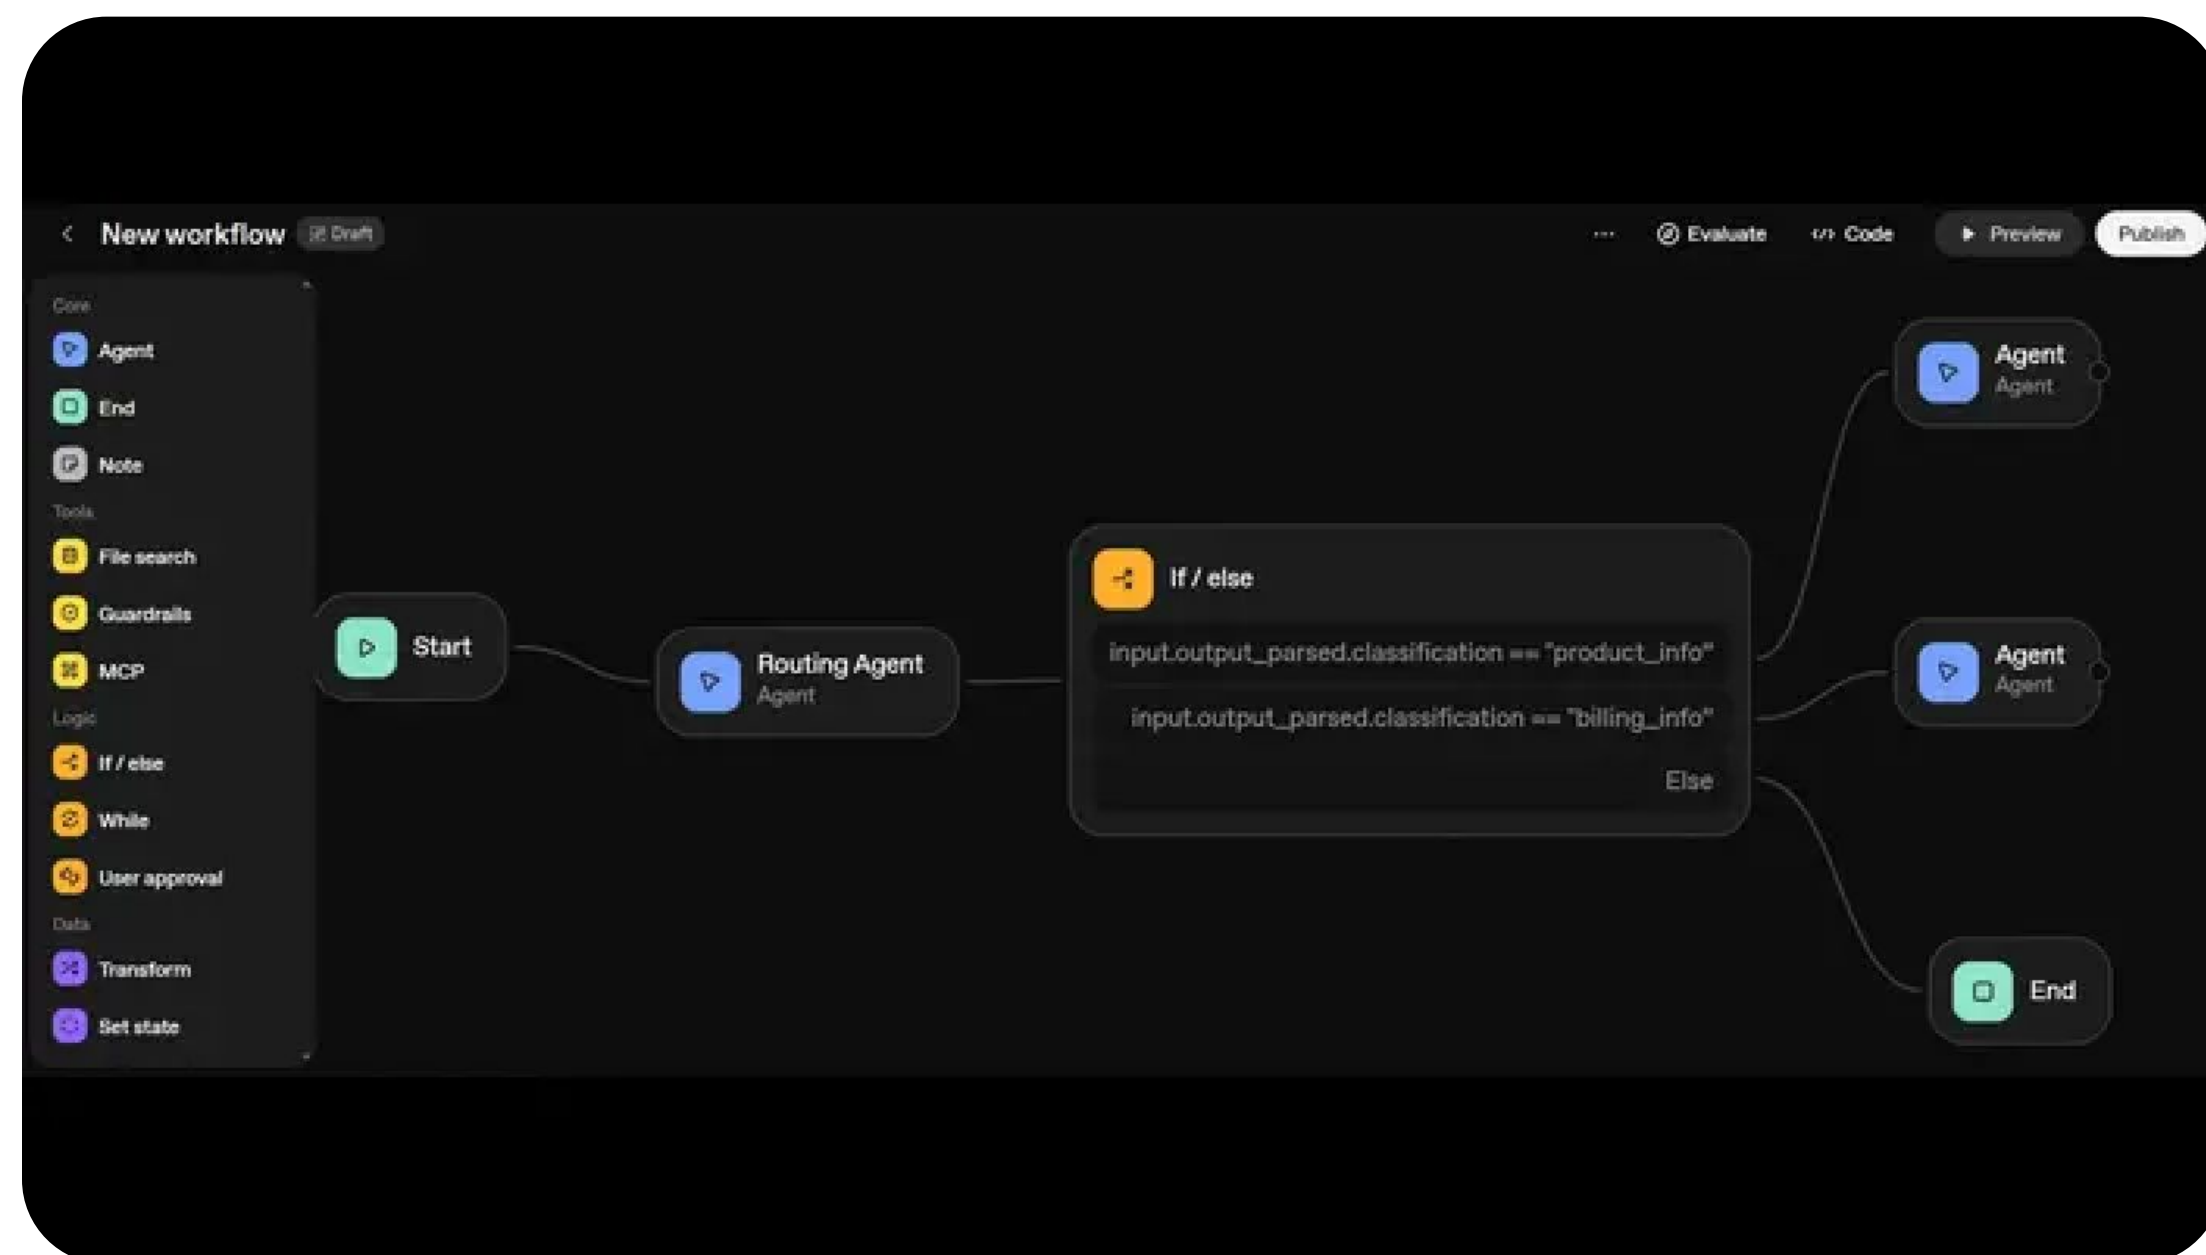 New workflow
Draft
Evaluate
Code
Preview
Publish
Core
Agent
End
Note
Tools
File search
Guardrails
MCP
Logic
If / else
While
User approval
Data
Transform
Set state
Start
Routing Agent
Agent
If / else
input.output_parsed.classification == "product_info"
input.output_parsed.classification == "billing_info"
Else
Agent
Agent
Agent
Agent
End